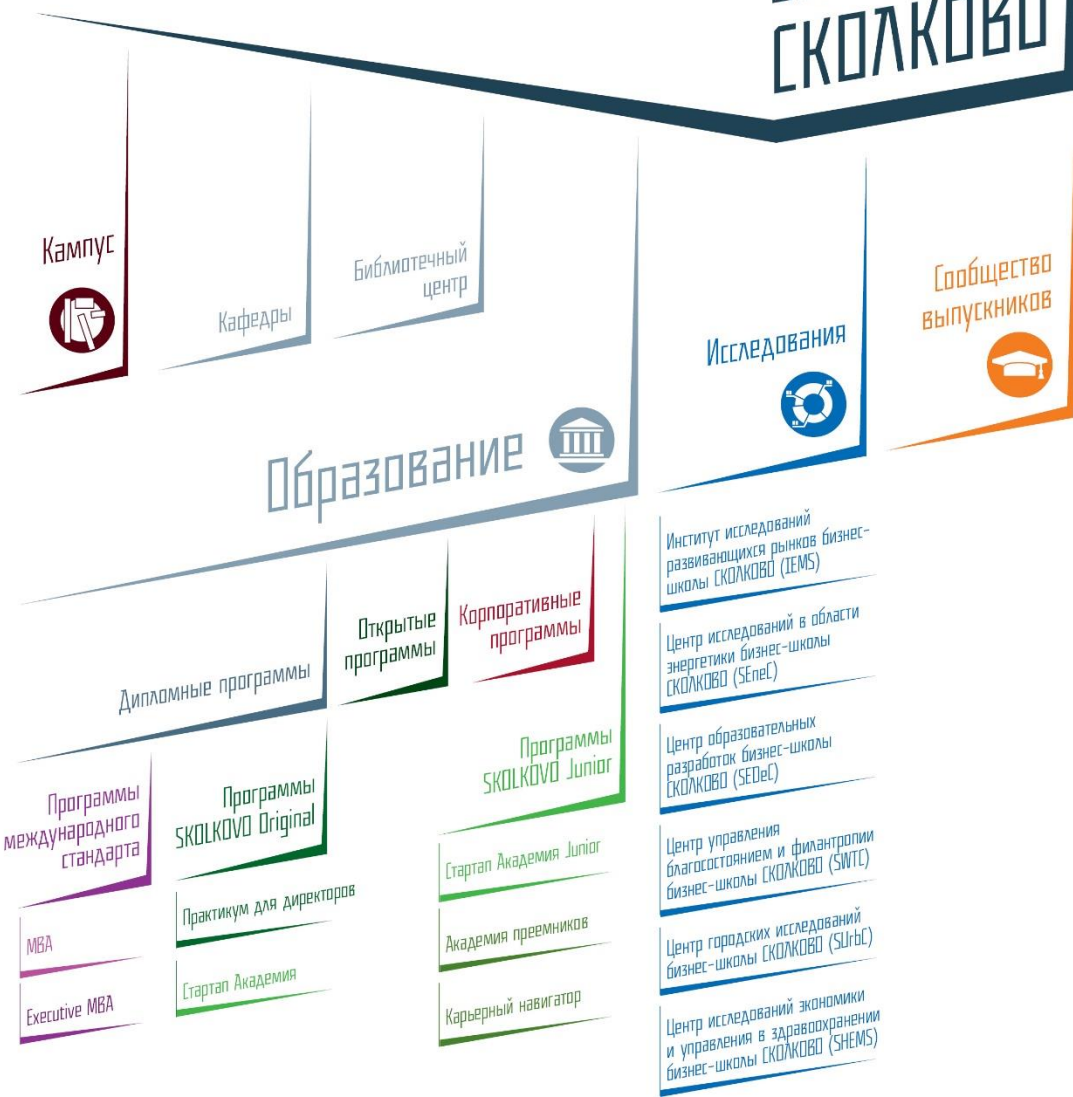 СКОЛКОВО
Кампус
Кафедры
Библиотечный
центр
Образование
Исследования
Сообщество
выпускников
Дипломные программы
Открытые
программы
Корпоративные
программы
Программы
SKOLKOVO Junior
Программы
международного
стандарта
MBA
Executive MBA
Программы
SKOLKOVO Original
Практикум для директоров
Стартап Академия
Стартап Академия Junior
Академия преемников
Карьерный навигатор
Институт исследований
развивающихся рынков бизнес-
школы СКОЛКОВО (IEMS)
Центр исследований в области
энергетики бизнес-школы
СКОЛКОВО (SEneC)
Центр образовательных
разработок бизнес-школы
СКОЛКОВО (SEDeC)
Центр управления
благосостоянием и филантропии
бизнес-школы СКОЛКОВО (SWTC)
Центр городских исследований
бизнес-школы СКОЛКОВО (SUrbC)
Центр исследований экономики
и управления в здравоохранении
бизнес-школы СКОЛКОВО (SHEMS)